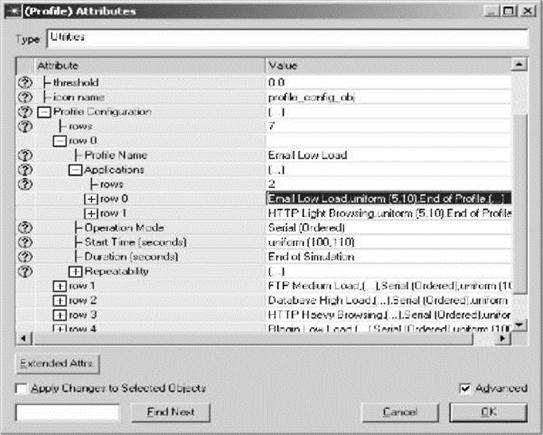 (Profile) Attributes
Type: Utilities
Attribute Value
threshold 0.0
icon name profile_config_obj
Profile Configuration (...)
rows 7
row 0
Profile Name Email Low Load
Applications (...)
rows 2
row 0 Email Low Load,uniform (5,10),End of Profile,(...)
row 1 HTTP Light Browsing,uniform (5,10),End of Profile
Operation Mode Serial (Ordered)
Start Time (seconds) uniform (100,110)
Duration (seconds) End of Simulation
Repeatability (...)
row 1 FTP Medium Load,(...),Serial (Ordered),uniform (10
row 2 Database High Load,(...),Serial (Ordered),uniform
row 3 HTTP Heavy Browsing,(...),Serial (Ordered),uniform
row 4 Low Load (...) Serial (Ordered) uniform (100
Extended Attrs.
Apply Changes to Selected Objects Advanced
Find Next Cancel OK